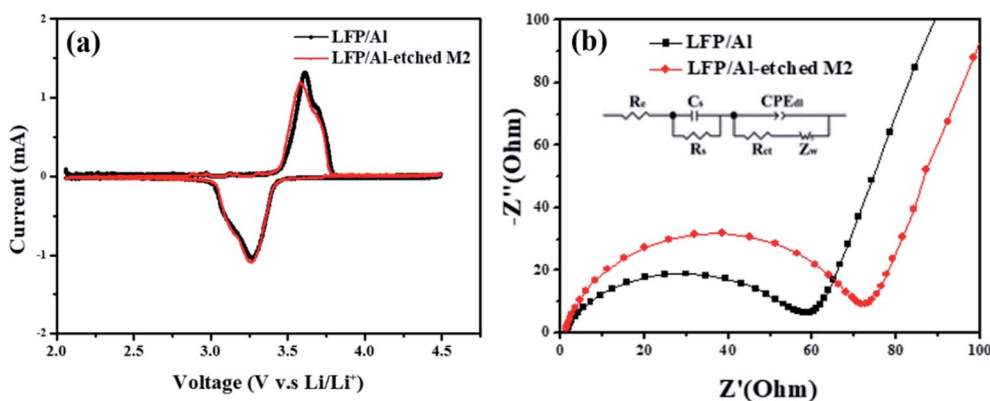 (a)
LFP/Al
LFP/Al-etched M2
Current (mA)
2
1
0
-1
-2
2.0 2.5 3.0 3.5 4.0 4.5
Voltage (V v.s Li/Li⁺)
(b)
LFP/Al
LFP/Al-etched M2
Re Cs CPEdl
Rs Rct Zw
-Z''(Ohm)
100
80
60
40
20
0
0 20 40 60 80 100
Z'(Ohm)